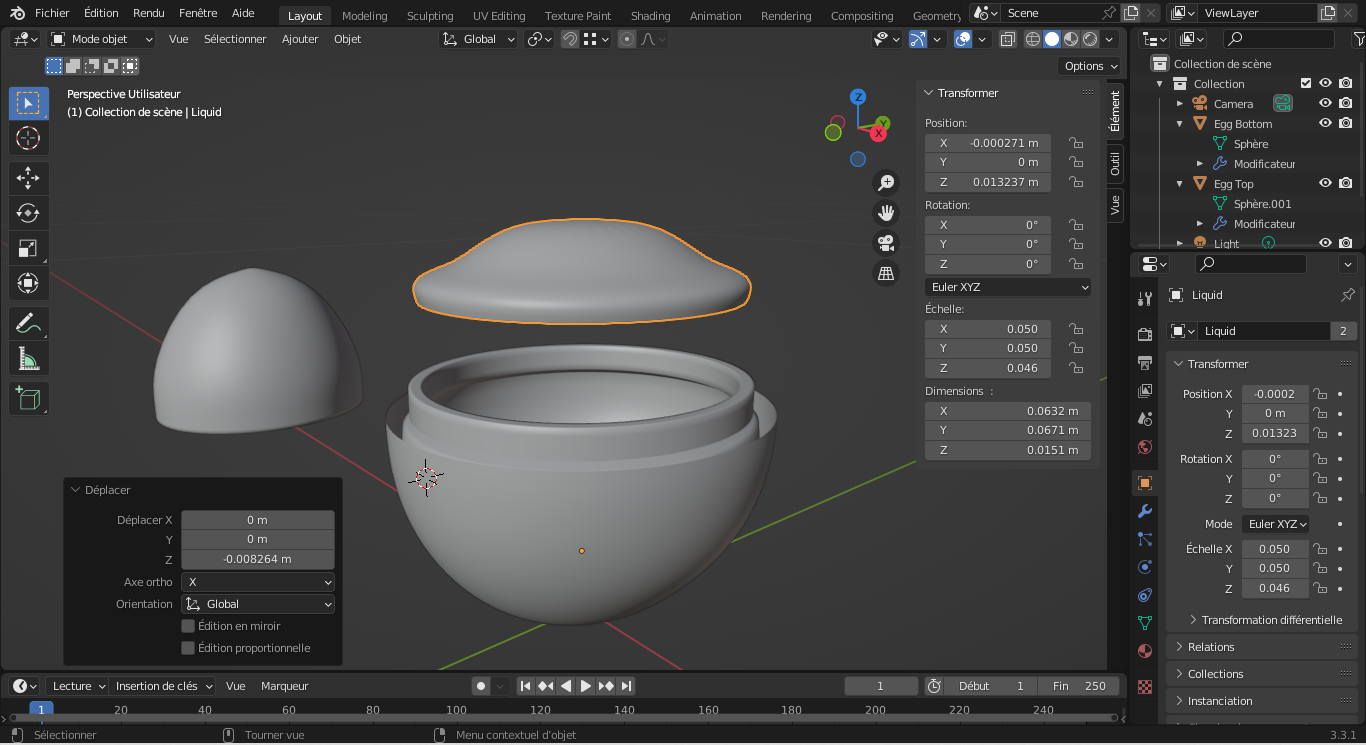 Fichier Édition Rendu Fenêtre Aide Layout Modeling Sculpting UV Editing Texture Paint Shading Animation Rendering Compositing Geometry Scene ViewLayer
Mode objet Vue Sélectionner Ajouter Objet Global
Options
Perspective Utilisateur
(1) Collection de scène | Liquid
Z
Y
X
Transformer
Position:
X -0.000271 m
Y 0 m
Z 0.013237 m
Rotation:
X 0°
Y 0°
Z 0°
Euler XYZ
Échelle:
X 0.050
Y 0.050
Z 0.046
Dimensions :
X 0.0632 m
Y 0.0671 m
Z 0.0151 m
Élément
Outil
Vue
Collection de scène
Collection
Camera
Egg Bottom
Sphère
Modificateur
Egg Top
Sphère.001
Modificateur
Light
Liquid
Liquid 2
Transformer
Position X -0.0002
Y 0 m
Z 0.01323
Rotation X 0°
Y 0°
Z 0°
Mode Euler XYZ
Échelle X 0.050
Y 0.050
Z 0.046
Transformation différentielle
Relations
Collections
Instanciation
Déplacer
Déplacer X 0 m
Y 0 m
Z -0.008264 m
Axe ortho X
Orientation Global
Édition en miroir
Édition proportionnelle
Lecture Insertion de clés Vue Marqueur 1 Début 1 Fin 250
1 20 40 60 80 100 120 140 160 180 200 220 240
Sélectionner Tourner vue Menu contextuel d'objet 3.3.1